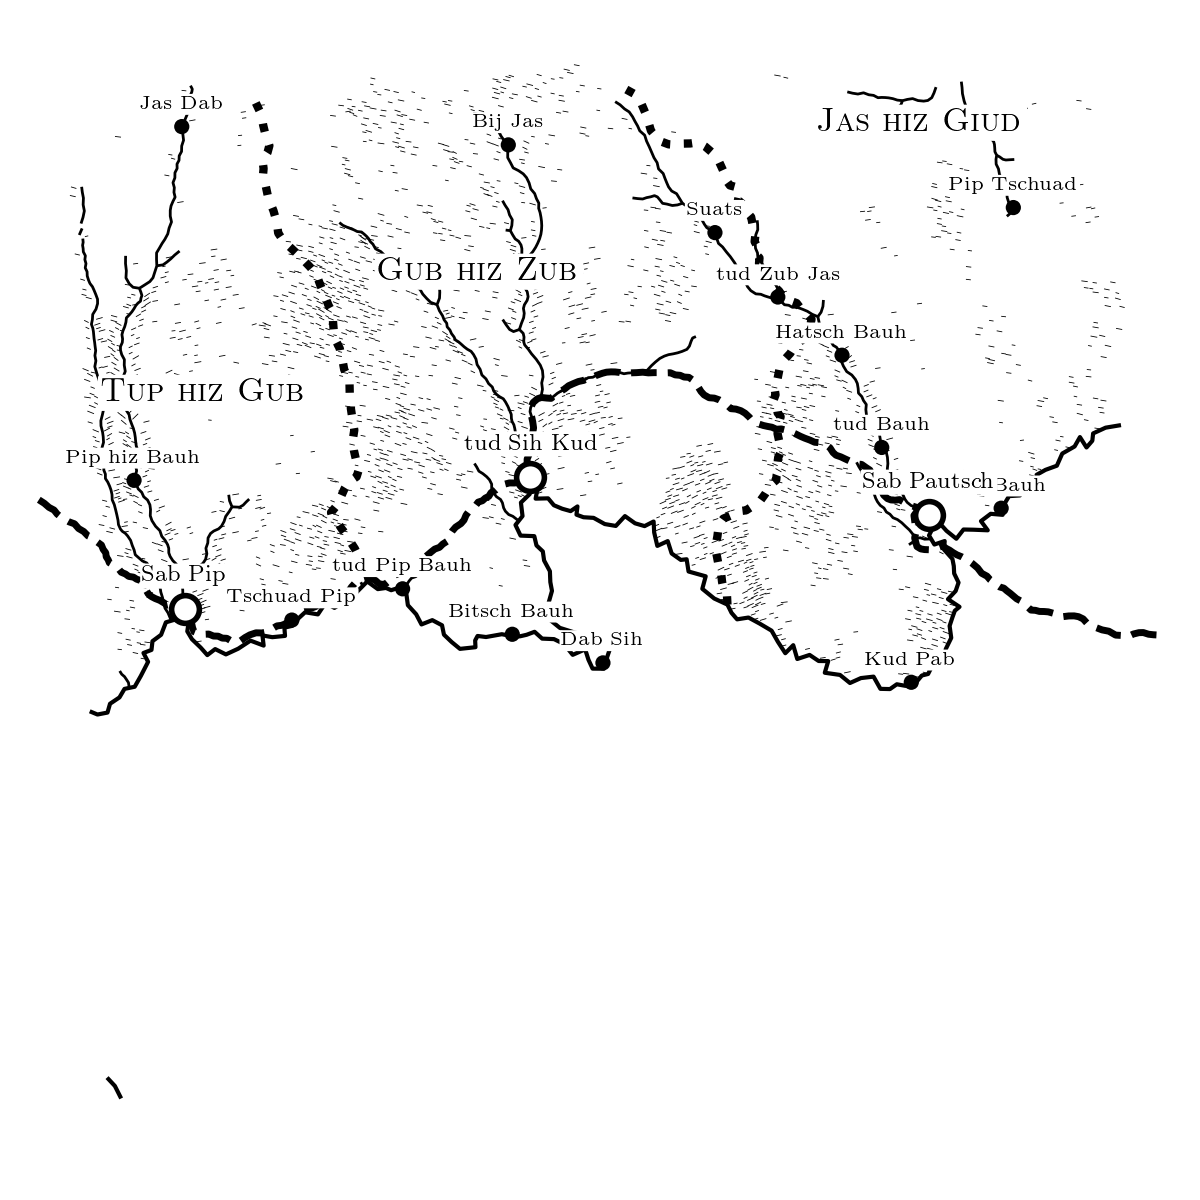 Jas Dab
Bij Jas
Jas hiz Giud
Pip Tschuad
Suats
Gub hiz Zub
tud Zub Jas
Hatsch Bauh
Tup hiz Gub
tud Bauh
tud Sih Kud
Pip hiz Bauh
Sab Pautsch
Bauh
tud Pip Bauh
Sab Pip
Tschuad Pip
Bitsch Bauh
Dab Sih
Kud Pab